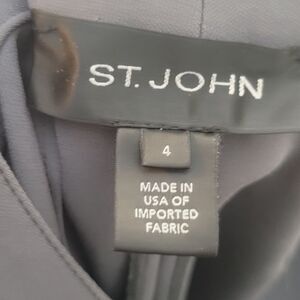 ST. JOHN
4
MADE IN
USA OF
IMPORTED
FABRIC